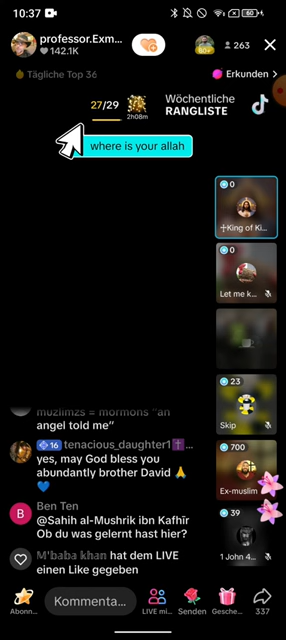 10:37
60
professor.Exm...
142.1K
60+
263
Tägliche Top 36
Erkunden >
27/29
2h08m
Wöchentliche
RANGLISTE
where is your allah
0
✝King of Ki...
0
Let me k...
muzlimzs = mormons "an
angel told me"
23
Skip
16 tenacious_daughter1✝️...
yes, may God bless you
abundantly brother David 🙏
💙
700
Ex-muslim
B Ben Ten
@Sahih al-Mushrik ibn Kafhīr
Ob du was gelernt hast hier?
39
1 John 4...
M'baba khan hat dem LIVE
einen Like gegeben
Abonn...
Kommenta...
LIVE mi...
Senden
Gesche...
337